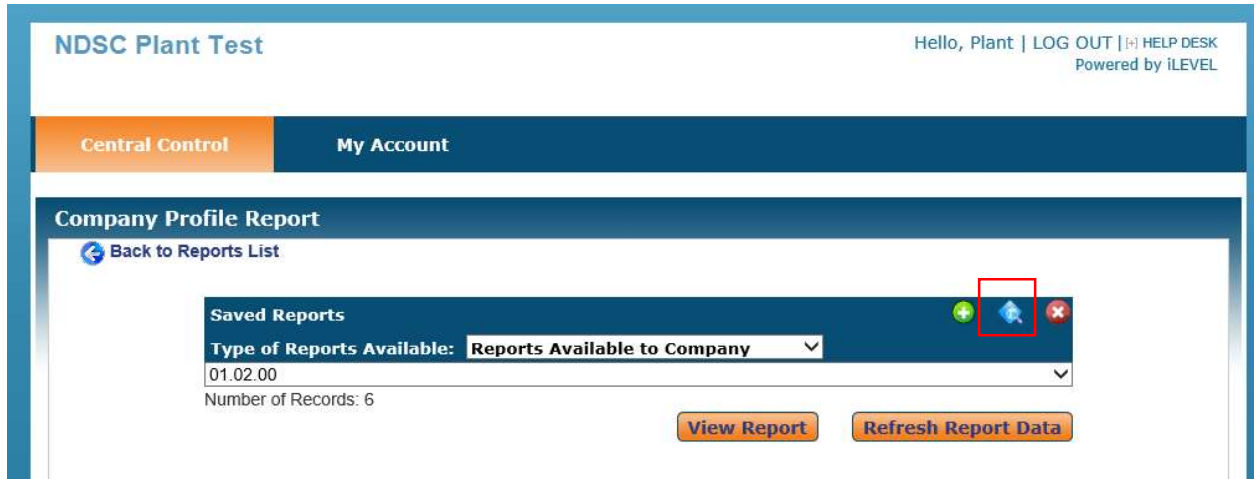 NDSC Plant Test
Hello, Plant | LOG OUT | [+] HELP DESK
Powered by iLEVEL
Central Control My Account
Company Profile Report
Back to Reports List
Saved Reports
Type of Reports Available: Reports Available to Company
01.02.00
Number of Records: 6
View Report Refresh Report Data